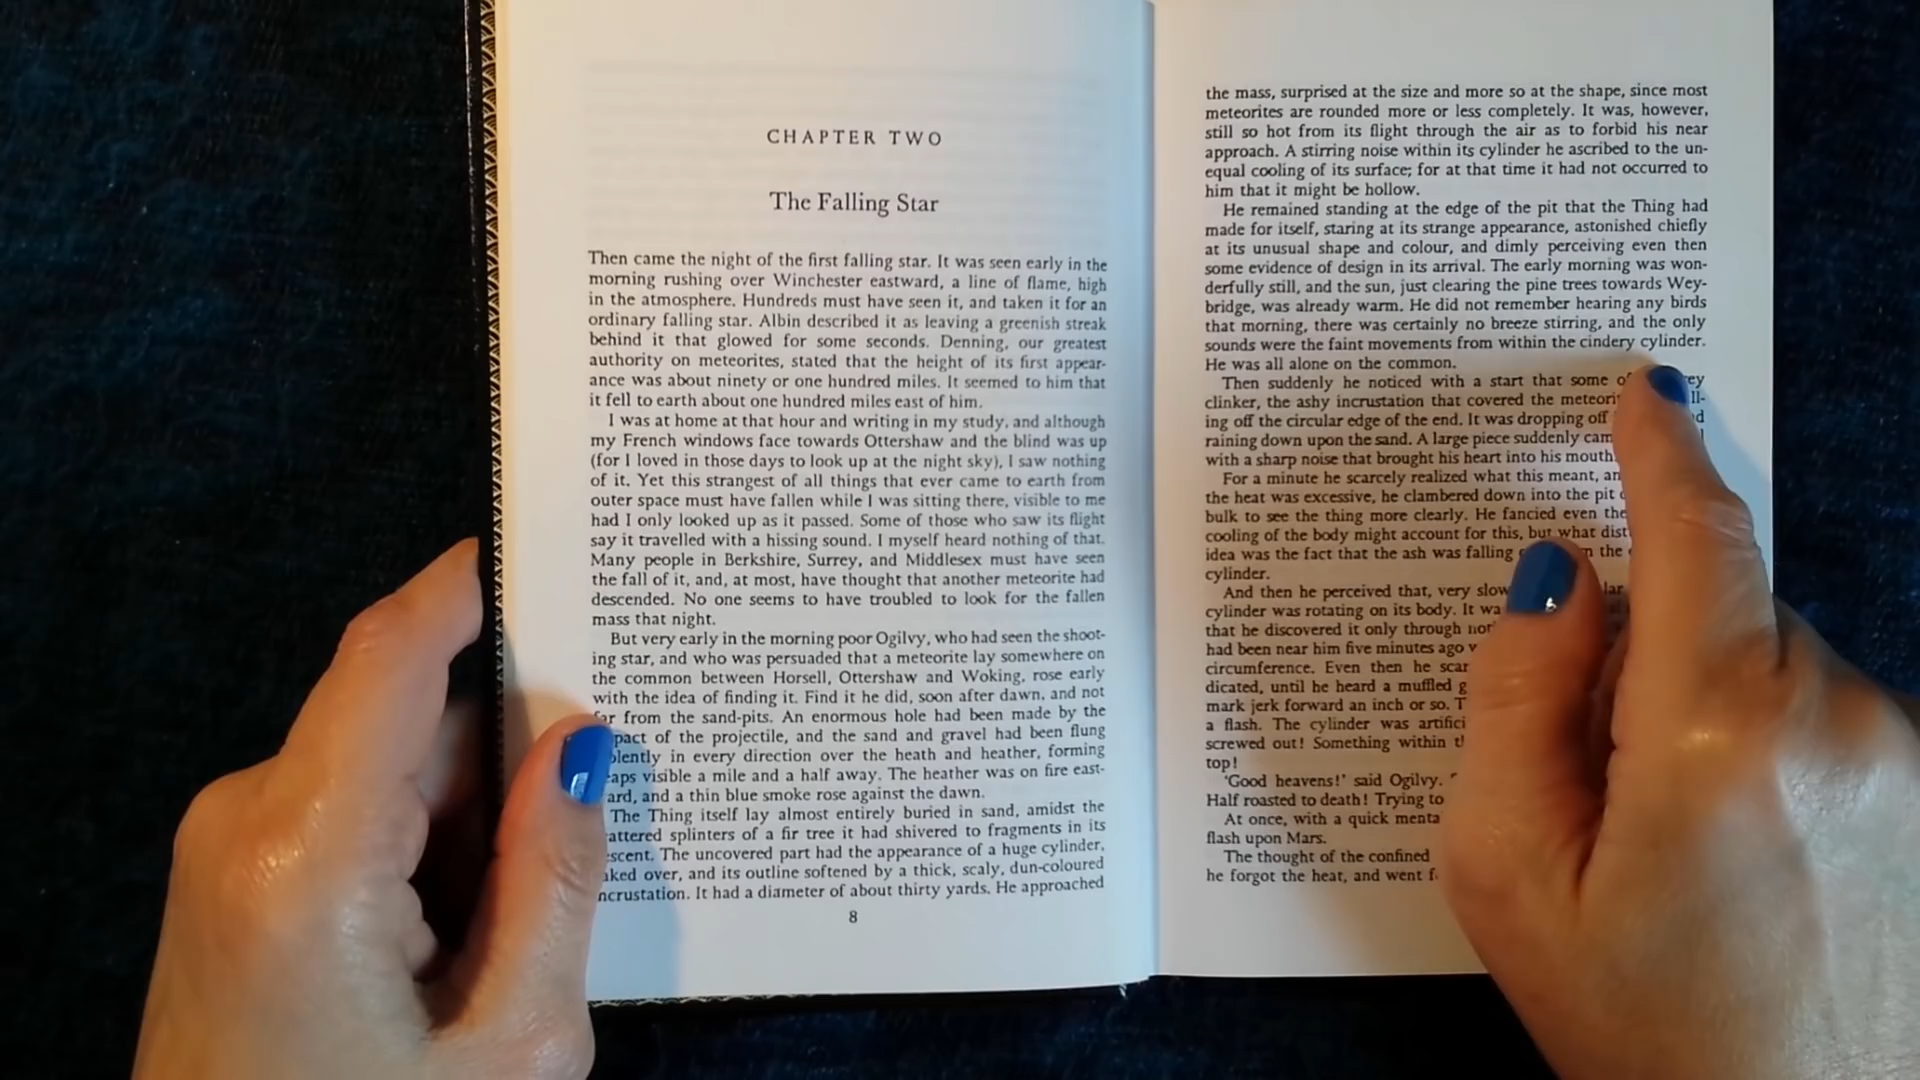 CHAPTER TWO
The Falling Star
Then came the night of the first falling star. It was seen early in the
morning rushing over Winchester eastward, a line of flame, high
in the atmosphere. Hundreds must have seen it, and taken it for an
ordinary falling star. Albin described it as leaving a greenish streak
behind it that glowed for some seconds. Denning, our greatest
authority on meteorites, stated that the height of its first appear-
ance was about ninety or one hundred miles. It seemed to him that
it fell to earth about one hundred miles east of him.
I was at home at that hour and writing in my study, and although
my French windows face towards Ottershaw and the blind was up
(for I loved in those days to look up at the night sky), I saw nothing
of it. Yet this strangest of all things that ever came to earth from
outer space must have fallen while I was sitting there, visible to me
had I only looked up as it passed. Some of those who saw its flight
say it travelled with a hissing sound. I myself heard nothing of that.
Many people in Berkshire, Surrey, and Middlesex must have seen
the fall of it, and, at most, have thought that another meteorite had
descended. No one seems to have troubled to look for the fallen
mass that night.
But very early in the morning poor Ogilvy, who had seen the shoot-
ing star, and who was persuaded that a meteorite lay somewhere on
the common between Horsell, Ottershaw and Woking, rose early
with the idea of finding it. Find it he did, soon after dawn, and not
far from the sand-pits. An enormous hole had been made by the
pact of the projectile, and the sand and gravel had been flung
lently in every direction over the heath and heather, forming
eaps visible a mile and a half away. The heather was on fire east-
ard, and a thin blue smoke rose against the dawn.
The Thing itself lay almost entirely buried in sand, amidst the
attered splinters of a fir tree it had shivered to fragments in its
escent. The uncovered part had the appearance of a huge cylinder,
aked over, and its outline softened by a thick, scaly, dun-coloured
ncrustation. It had a diameter of about thirty yards. He approached
8
the mass, surprised at the size and more so at the shape, since most
meteorites are rounded more or less completely. It was, however,
still so hot from its flight through the air as to forbid his near
approach. A stirring noise within its cylinder he ascribed to the un-
equal cooling of its surface; for at that time it had not occurred to
him that it might be hollow.
He remained standing at the edge of the pit that the Thing had
made for itself, staring at its strange appearance, astonished chiefly
at its unusual shape and colour, and dimly perceiving even then
some evidence of design in its arrival. The early morning was won-
derfully still, and the sun, just clearing the pine trees towards Wey-
bridge, was already warm. He did not remember hearing any birds
that morning, there was certainly no breeze stirring, and the only
sounds were the faint movements from within the cindery cylinder.
He was all alone on the common.
Then suddenly he noticed with a start that some of ey
clinker, the ashy incrustation that covered the meteorit ll-
ing off the circular edge of the end. It was dropping off d
raining down upon the sand. A large piece suddenly cam
with a sharp noise that brought his heart into his mouth.
For a minute he scarcely realized what this meant, an
the heat was excessive, he clambered down into the pit
bulk to see the thing more clearly. He fancied even the
cooling of the body might account for this, but what dist
idea was the fact that the ash was falling the
cylinder.
And then he perceived that, very slow lar
cylinder was rotating on its body. It wa
that he discovered it only through not
had been near him five minutes ago
circumference. Even then he scar
dicated, until he heard a muffled g
mark jerk forward an inch or so. T
a flash. The cylinder was artifici
screwed out! Something within t
top!
'Good heavens!' said Ogilvy.
Half roasted to death! Trying to
At once, with a quick menta
flash upon Mars.
The thought of the confined
he forgot the heat, and went f